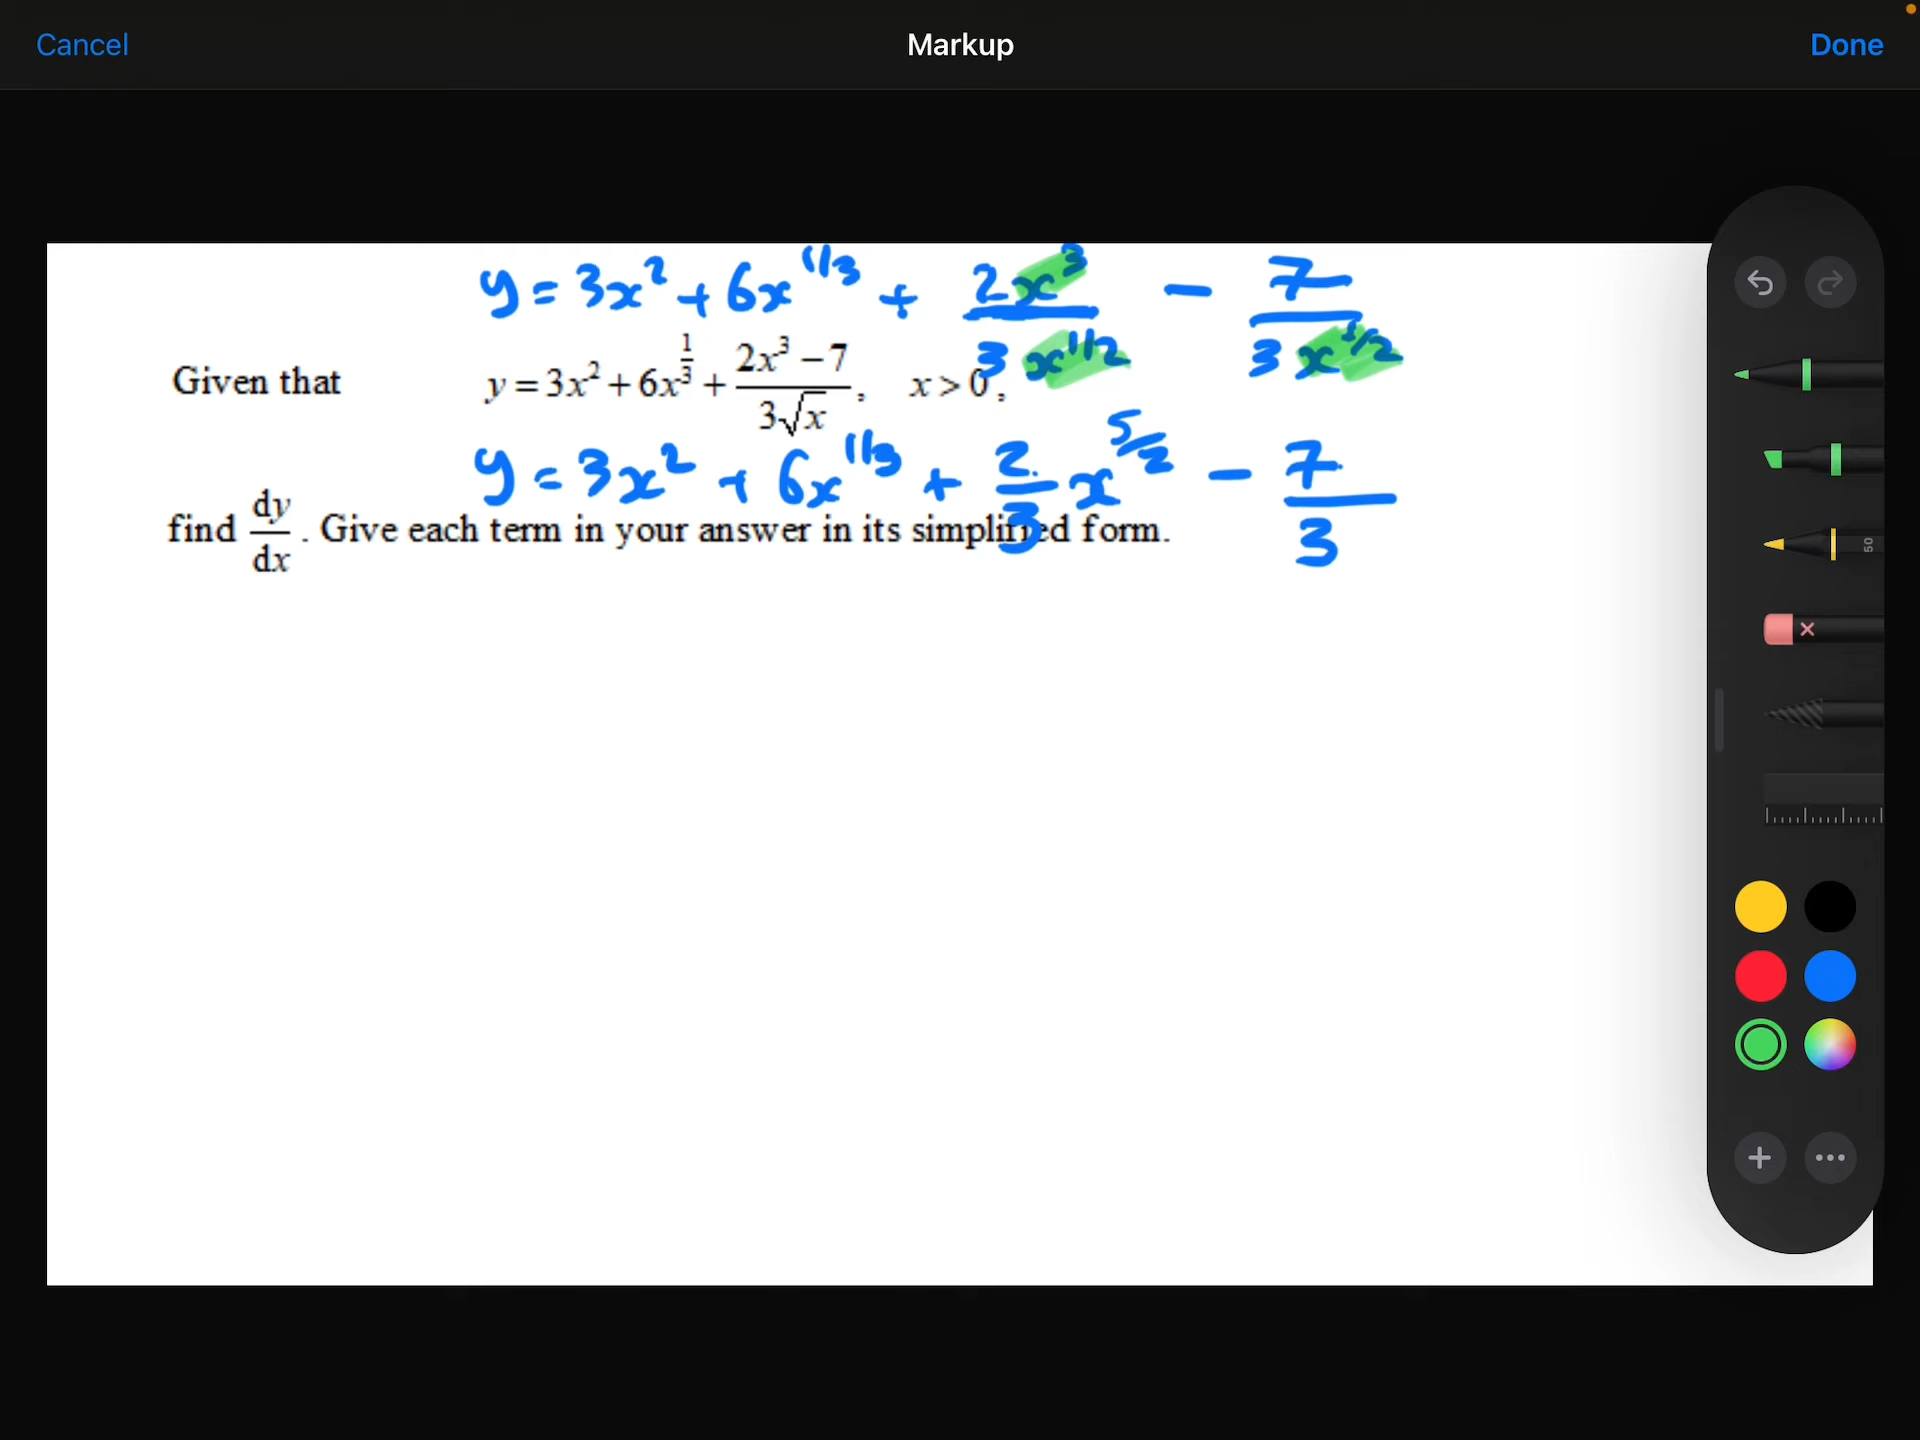 Cancel Markup Done
y = 3x² + 6x^1/3 + 2x³/3x^1/2 − 7/3x^1/2
Given that y = 3x² + 6x^(1/3) + (2x³ − 7)/(3√x), x > 0,
y = 3x² + 6x^1/3 + 2/3 x^5/2 − 7/3
find dy/dx . Give each term in your answer in its simplified form.
50